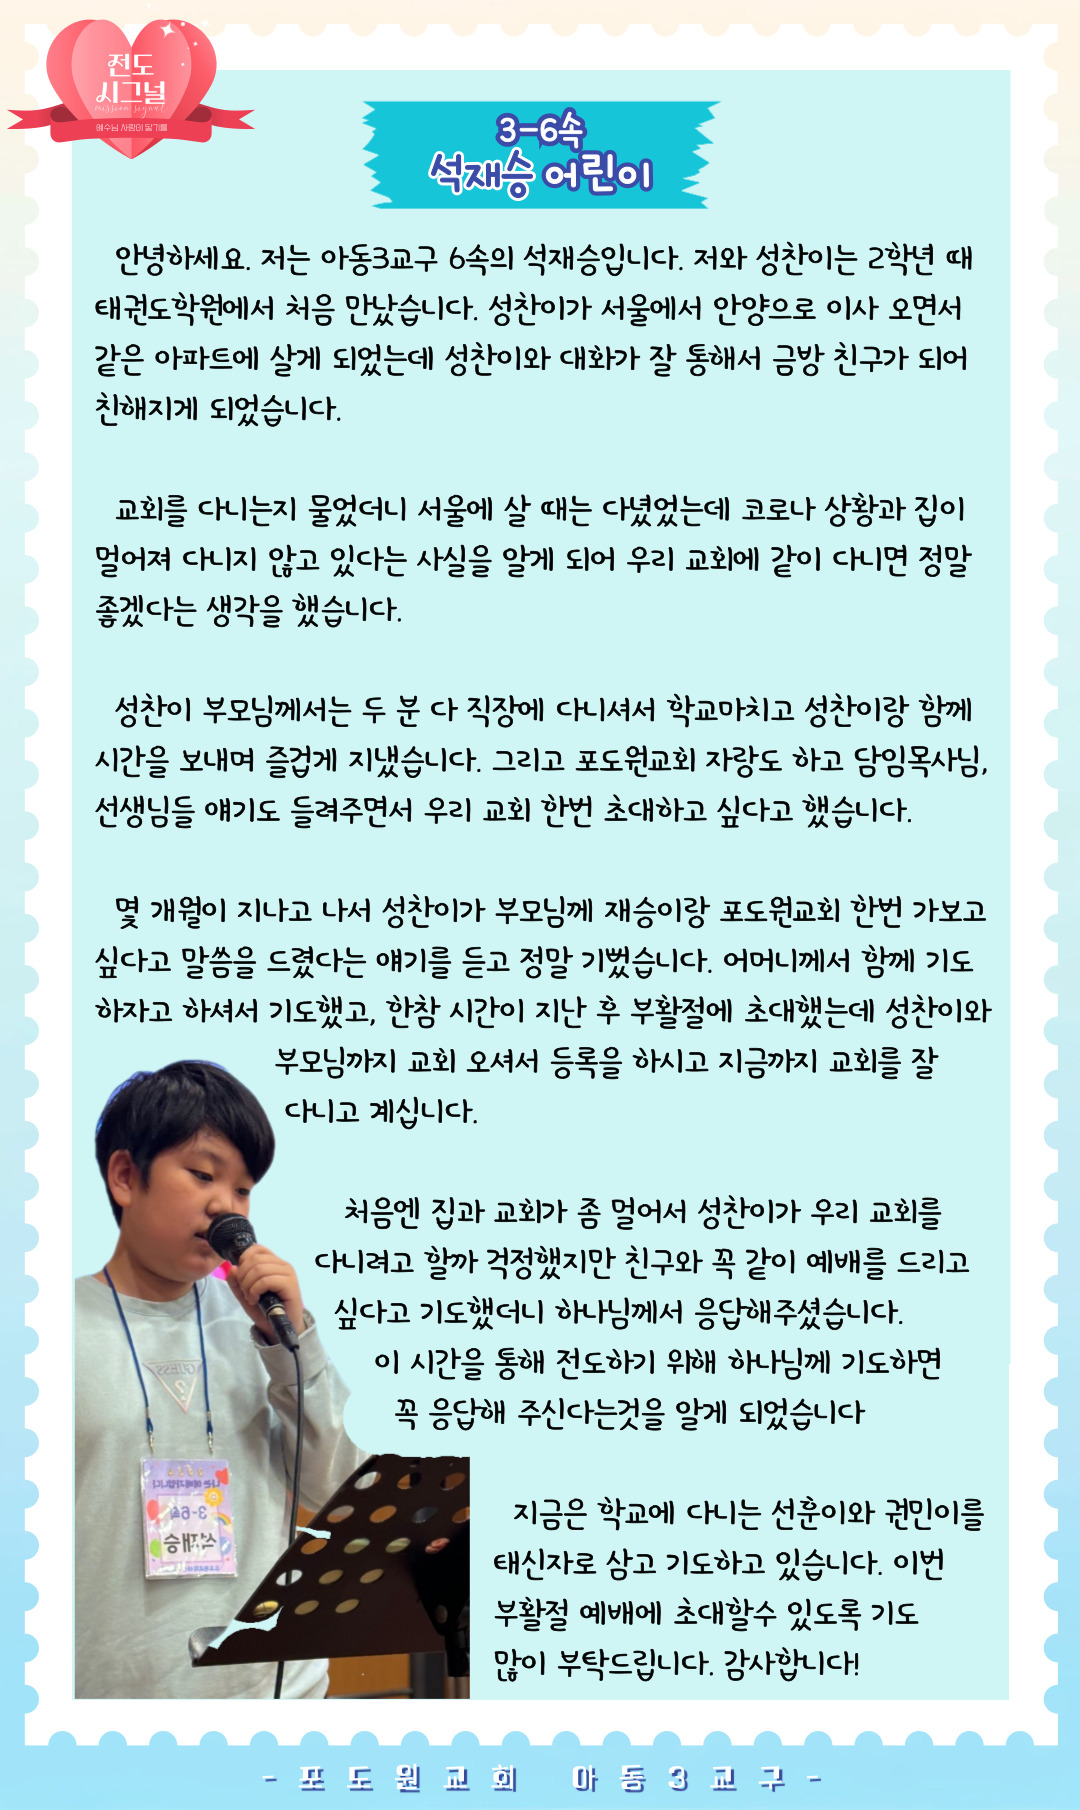 전도
시그널
mission signal
예수님 사랑이 닿기를
3-6속
석재승 어린이
안녕하세요. 저는 아동3교구 6속의 석재승입니다. 저와 성찬이는 2학년 때
태권도학원에서 처음 만났습니다. 성찬이가 서울에서 안양으로 이사 오면서
같은 아파트에 살게 되었는데 성찬이와 대화가 잘 통해서 금방 친구가 되어
친해지게 되었습니다.
교회를 다니는지 물었더니 서울에 살 때는 다녔었는데 코로나 상황과 집이
멀어져 다니지 않고 있다는 사실을 알게 되어 우리 교회에 같이 다니면 정말
좋겠다는 생각을 했습니다.
성찬이 부모님께서는 두 분 다 직장에 다니셔서 학교마치고 성찬이랑 함께
시간을 보내며 즐겁게 지냈습니다. 그리고 포도원교회 자랑도 하고 담임목사님,
선생님들 얘기도 들려주면서 우리 교회 한번 초대하고 싶다고 했습니다.
몇 개월이 지나고 나서 성찬이가 부모님께 재승이랑 포도원교회 한번 가보고
싶다고 말씀을 드렸다는 얘기를 듣고 정말 기뻤습니다. 어머니께서 함께 기도
하자고 하셔서 기도했고, 한참 시간이 지난 후 부활절에 초대했는데 성찬이와
부모님까지 교회 오셔서 등록을 하시고 지금까지 교회를 잘
다니고 계십니다.
처음엔 집과 교회가 좀 멀어서 성찬이가 우리 교회를
다니려고 할까 걱정했지만 친구와 꼭 같이 예배를 드리고
싶다고 기도했더니 하나님께서 응답해주셨습니다.
이 시간을 통해 전도하기 위해 하나님께 기도하면
꼭 응답해 주신다는것을 알게 되었습니다
GUESS
?
나는 예배자입니다
3-6속
석재승
지금은 학교에 다니는 선훈이와 권민이를
태신자로 삼고 기도하고 있습니다. 이번
부활절 예배에 초대할수 있도록 기도
많이 부탁드립니다. 감사합니다!
- 포도원교회 아동3교구 -